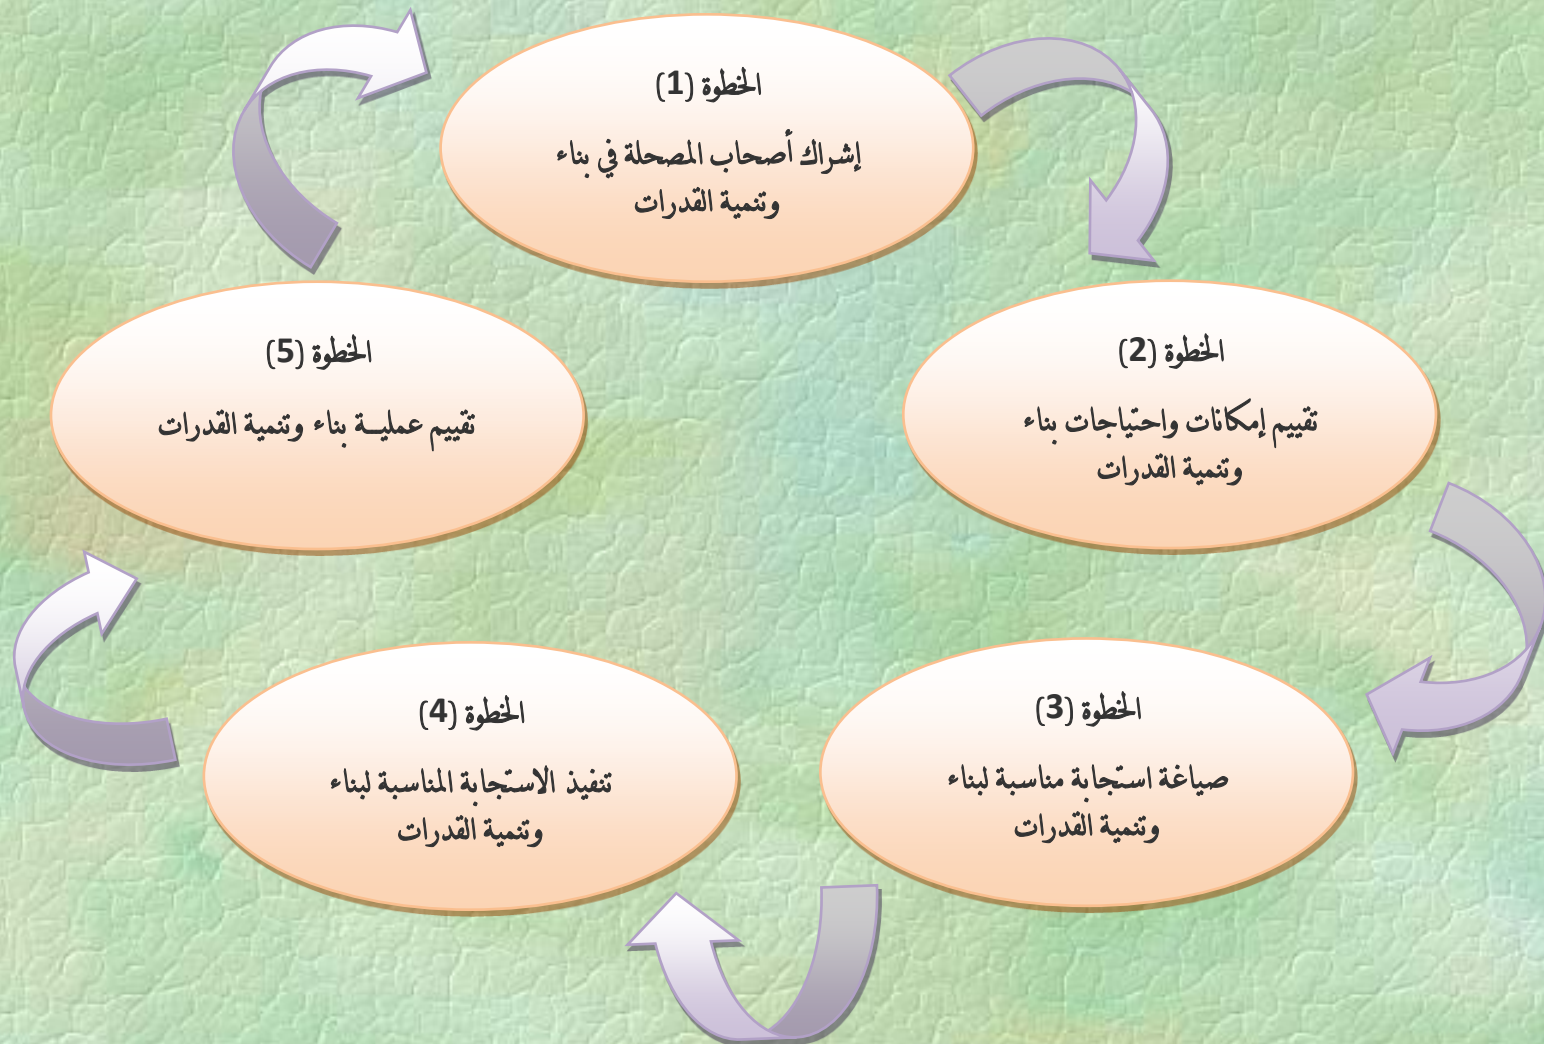 الخطوة (1)
إشراك أصحاب المصحلة في بناء
وتنمية القدرات
الخطوة (2)
تقييم إمكانات واحتياجات بناء
وتنمية القدرات
الخطوة (3)
صياغة استجابة مناسبة لبناء
وتنمية القدرات
الخطوة (4)
تنفيذ الاستجابة المناسبة لبناء
وتنمية القدرات
الخطوة (5)
تقييم عمليـة بناء وتنمية القدرات